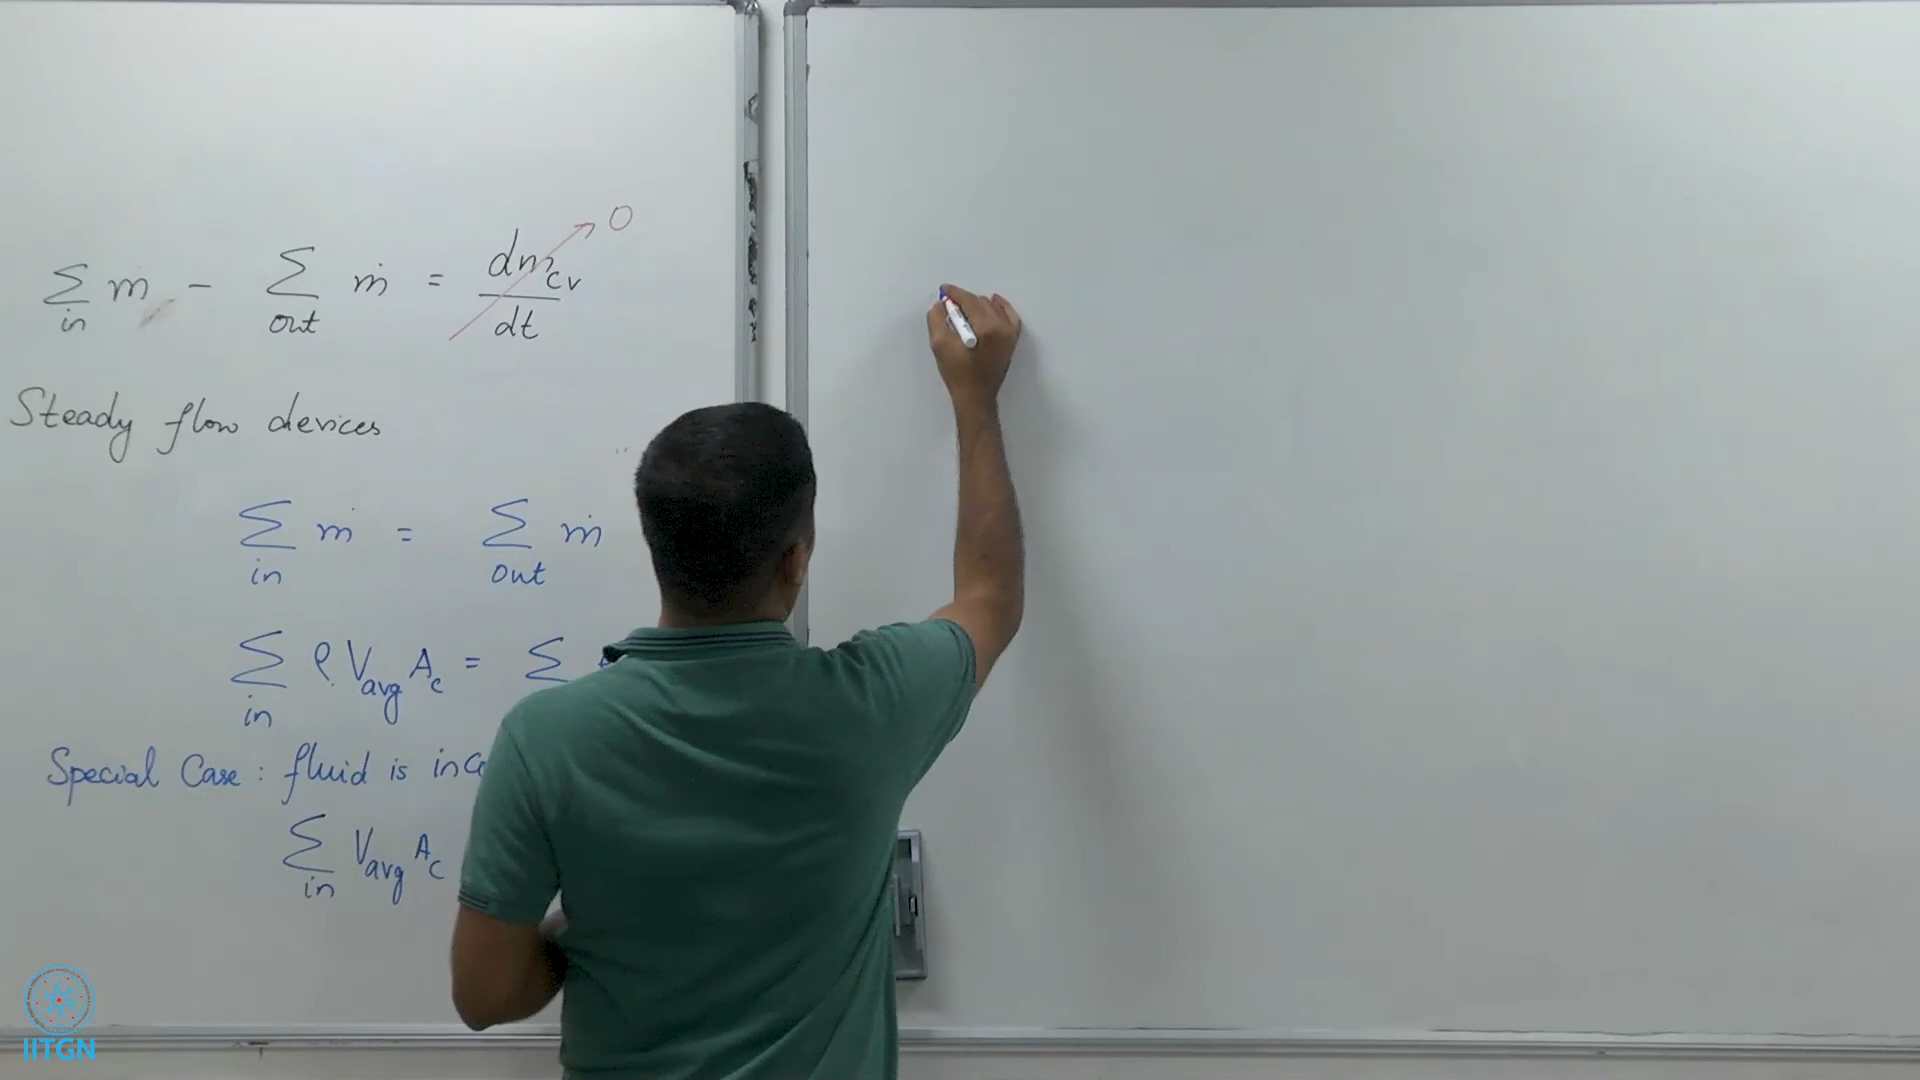 Σ in ṁ - Σ out ṁ = dm_cv / dt → 0
Steady flow devices
Σ in ṁ = Σ out ṁ
Σ in ρ V_avg A_c = Σ
Special Case : fluid is
Σ in V_avg A_c
IITGN